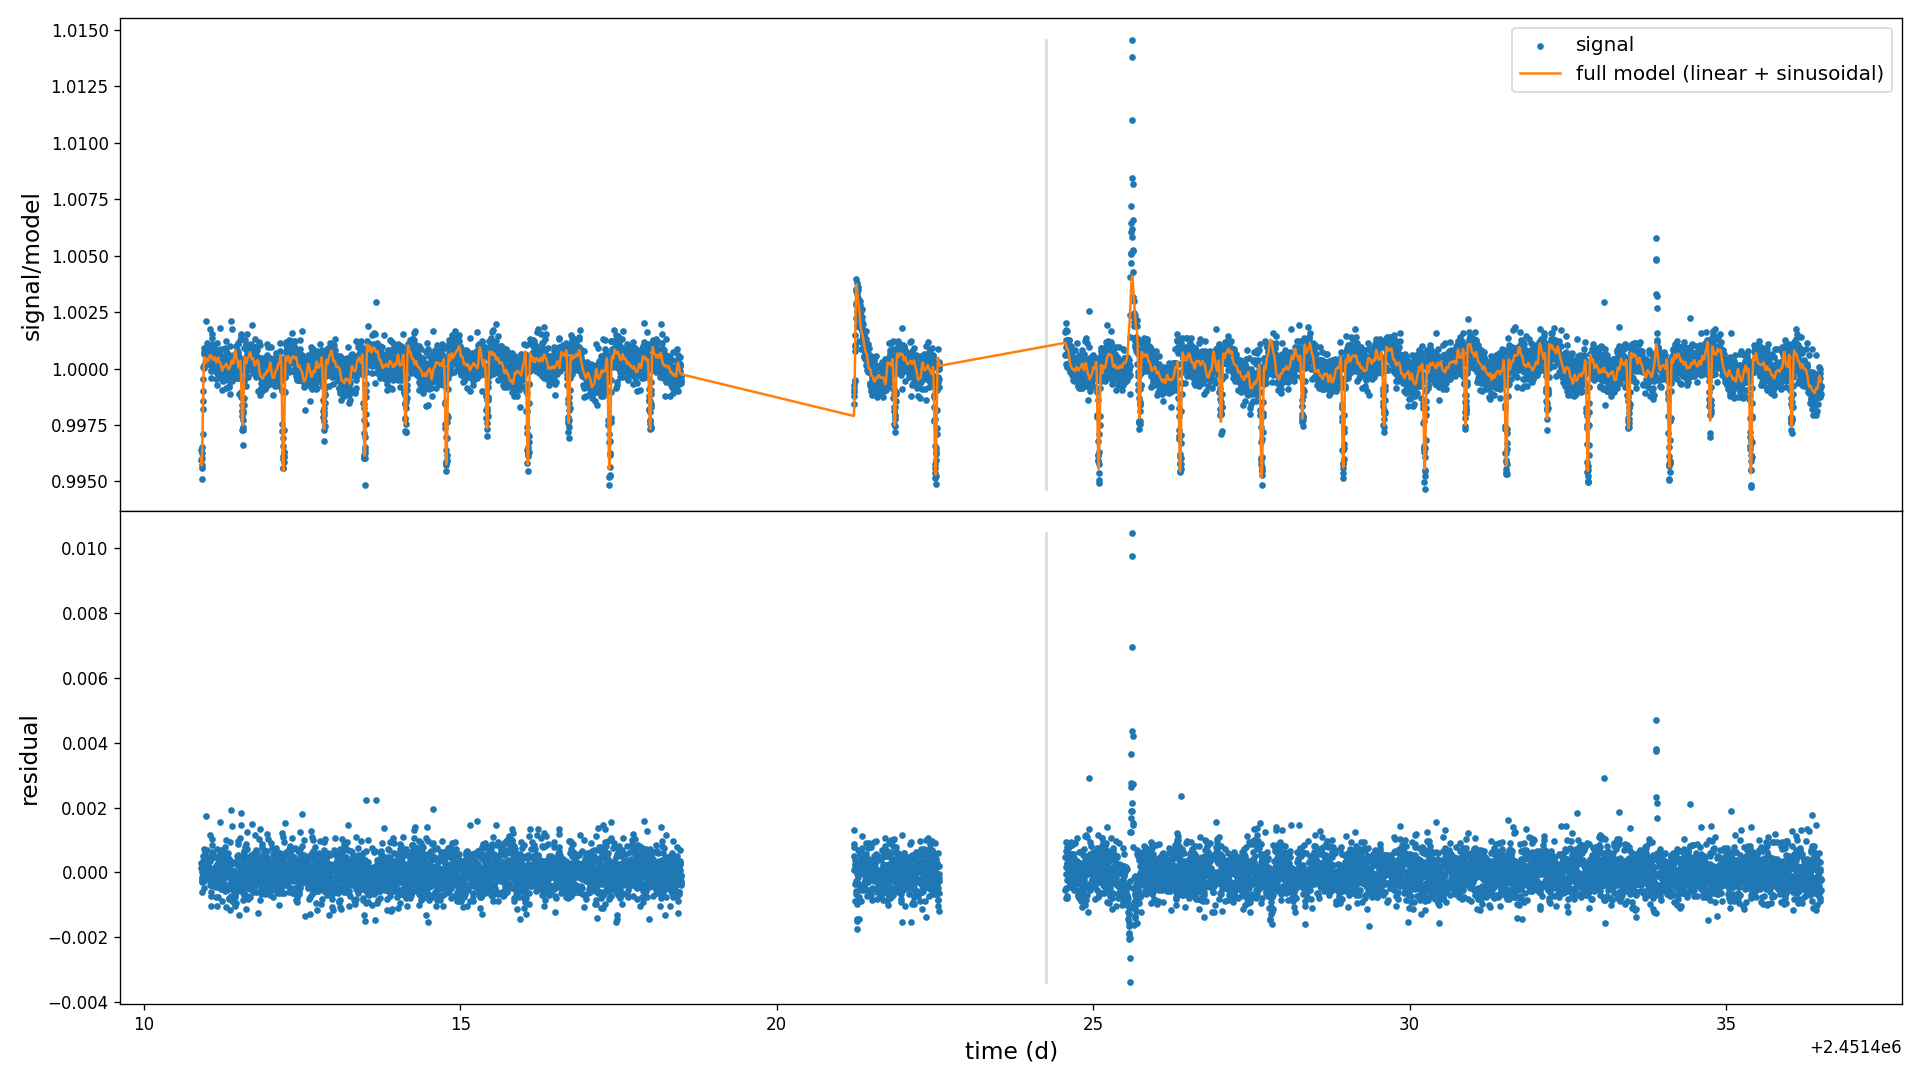 1.0150
1.0125
1.0100
1.0075
1.0050
1.0025
1.0000
0.9975
0.9950
signal/model
signal
full model (linear + sinusoidal)
0.010
0.008
0.006
0.004
0.002
0.000
−0.002
−0.004
residual
10 15 20 25 30 35
time (d)
+2.4514e6